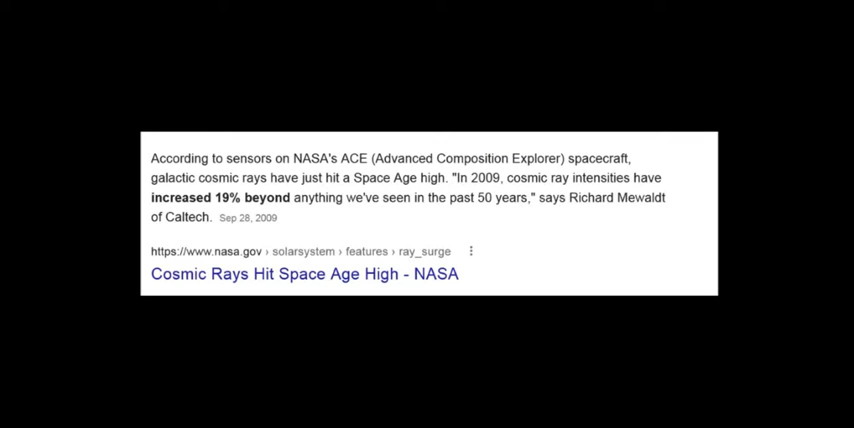 According to sensors on NASA's ACE (Advanced Composition Explorer) spacecraft,
galactic cosmic rays have just hit a Space Age high. "In 2009, cosmic ray intensities have
increased 19% beyond anything we've seen in the past 50 years," says Richard Mewaldt
of Caltech. Sep 28, 2009
https://www.nasa.gov › solarsystem › features › ray_surge
Cosmic Rays Hit Space Age High - NASA